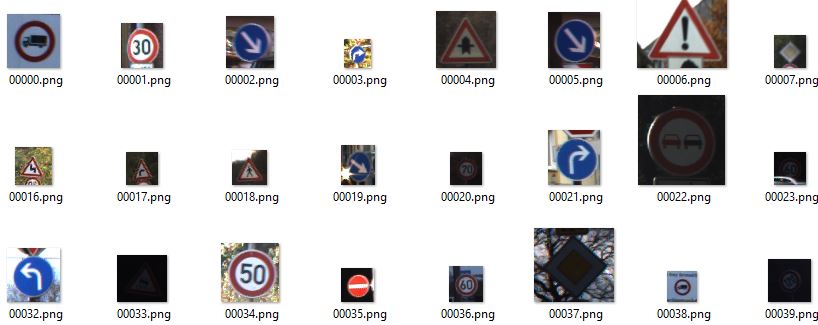 30
00000.png 00001.png 00002.png 00003.png 00004.png 00005.png 00006.png 00007.png
70
60
00016.png 00017.png 00018.png 00019.png 00020.png 00021.png 00022.png 00023.png
50
60
00032.png 00033.png 00034.png 00035.png 00036.png 00037.png 00038.png 00039.png